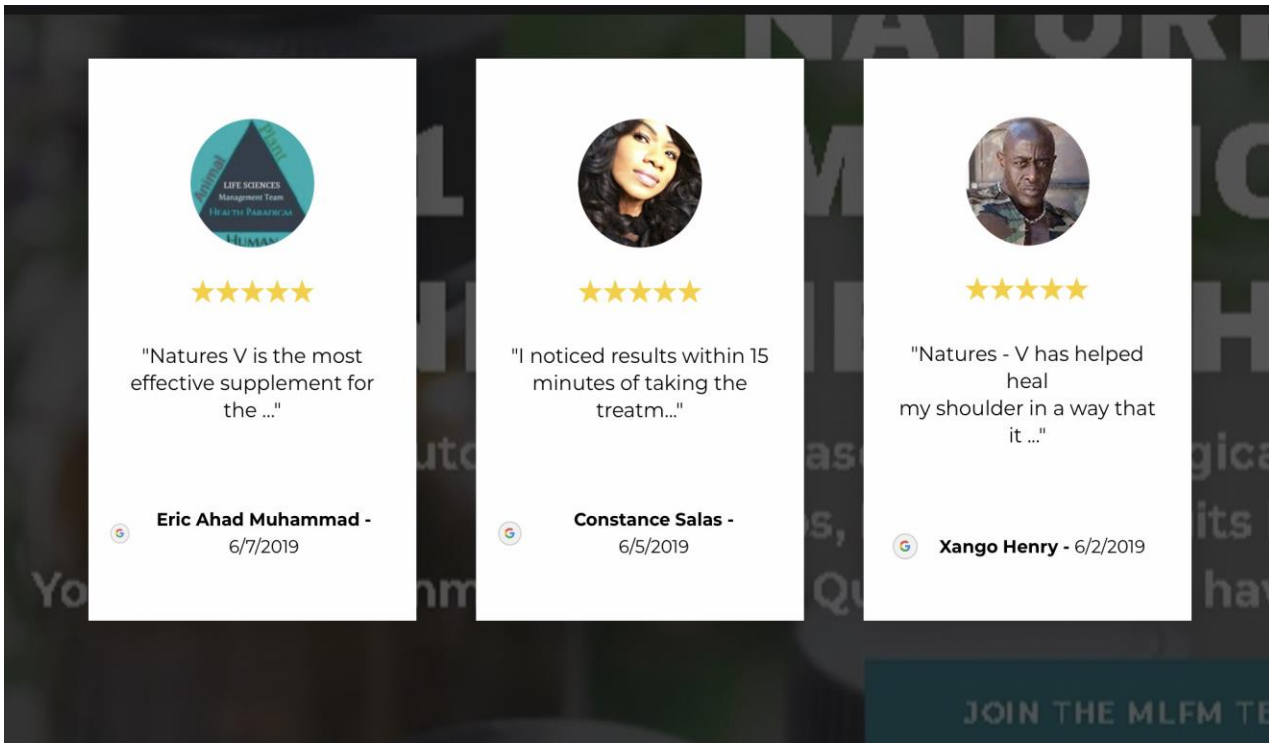 NATURE
Plant
Animal
LIFE SCIENCES
Management Team
HEALTH PARADIGM
HUMAN
"Natures V is the most
effective supplement for
the ..."
Eric Ahad Muhammad -
6/7/2019
"I noticed results within 15
minutes of taking the
treatm..."
Constance Salas -
6/5/2019
"Natures - V has helped
heal
my shoulder in a way that
it ..."
Xango Henry - 6/2/2019
JOIN THE MLFM TE